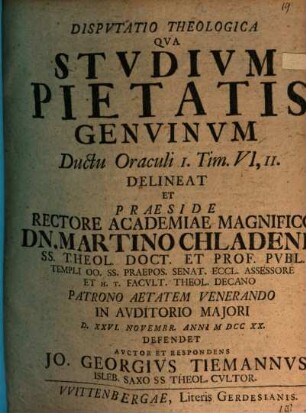 19
DISPVTATIO THEOLOGICA
QVA
STVDIVM
PIETATIS
GENVINVM
Ductu Oraculi 1. Tim. VI, 11.
DELINEAT
ET
PRAESIDE
RECTORE ACADEMIAE MAGNIFICO
DN. MARTINO CHLADENI
SS. THEOL. DOCT. ET PROF. PVBL.
TEMPLI OO. SS. PRAEPOS. SENAT. ECCL. ASSESSORE
ET H. T. FACVLT. THEOL. DECANO
PATRONO AETATEM VENERANDO
IN AVDITORIO MAJORI
D. XXVI. NOVEMBR. ANNI M DCC XX.
DEFENDET
AVCTOR ET RESPONDENS
JO. GEORGIVS TIEMANNVS
ISLEB. SAXO SS THEOL. CVLTOR.
VVITTENBERGAE, Literis GERDESIANIS.